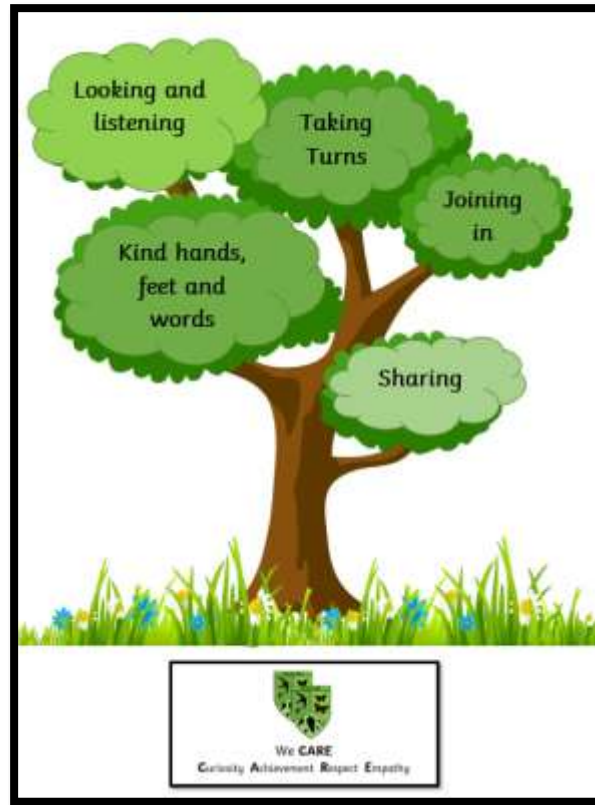 Looking and
listening
Taking
Turns
Joining
in
Kind hands,
feet and
words
Sharing
We CARE
Curiosity Achievement Respect Empathy